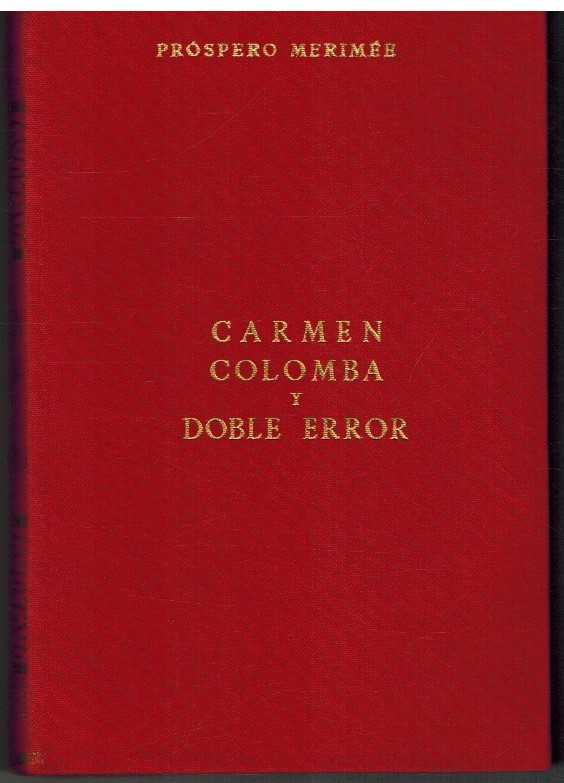 PRÓSPERO MERIMÉE
CARMEN
COLOMBA
Y
DOBLE ERROR